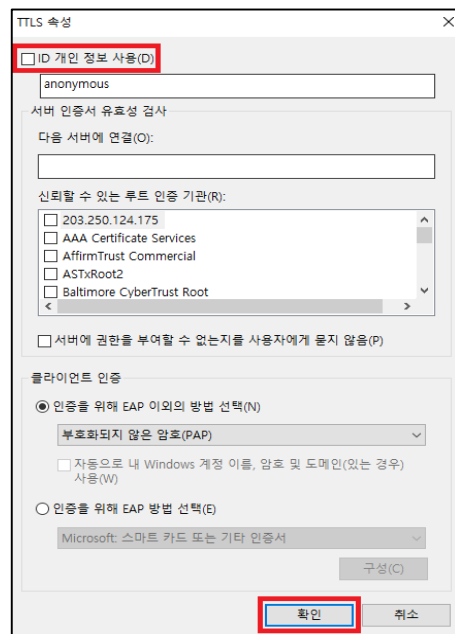 TTLS 속성
ID 개인 정보 사용(D)
anonymous
서버 인증서 유효성 검사
다음 서버에 연결(O):
신뢰할 수 있는 루트 인증 기관(R):
203.250.124.175
AAA Certificate Services
AffirmTrust Commercial
ASTxRoot2
Baltimore CyberTrust Root
서버에 권한을 부여할 수 없는지를 사용자에게 묻지 않음(P)
클라이언트 인증
인증을 위해 EAP 이외의 방법 선택(N)
부호화되지 않은 암호(PAP)
자동으로 내 Windows 계정 이름, 암호 및 도메인(있는 경우)
사용(W)
인증을 위해 EAP 방법 선택(E)
Microsoft: 스마트 카드 또는 기타 인증서
구성(C)
확인 취소